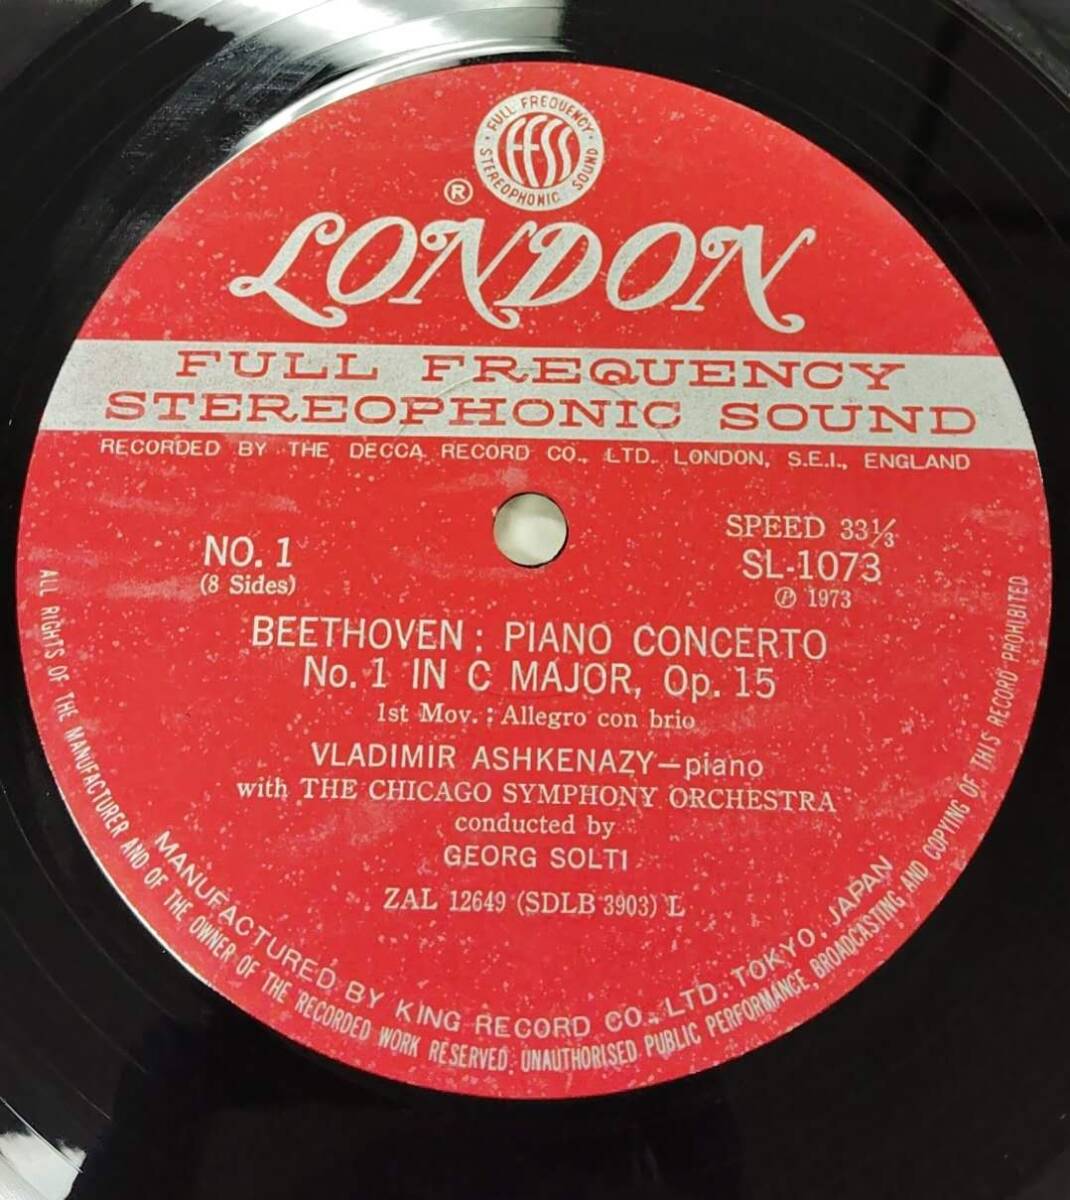 FULL FREQUENCY
STEREOPHONIC SOUND
FFSS
®
LONDON
FULL FREQUENCY
STEREOPHONIC SOUND
RECORDED BY THE DECCA RECORD CO., LTD. LONDON, S.E.I., ENGLAND
NO. 1
(8 Sides)
SPEED 33⅓
SL-1073
Ⓟ 1973
BEETHOVEN : PIANO CONCERTO
No. 1 IN C MAJOR, Op. 15
1st Mov. ; Allegro con brio
VLADIMIR ASHKENAZY—piano
with THE CHICAGO SYMPHONY ORCHESTRA
conducted by
GEORG SOLTI
ZAL 12649 (SDLB 3903) L
MANUFACTURED BY KING RECORD CO., LTD. TOKYO, JAPAN
ALL RIGHTS OF THE MANUFACTURER AND OF THE OWNER OF THE RECORDED WORK RESERVED. UNAUTHORISED PUBLIC PERFORMANCE, BROADCASTING AND COPYING OF THIS RECORD PROHIBITED